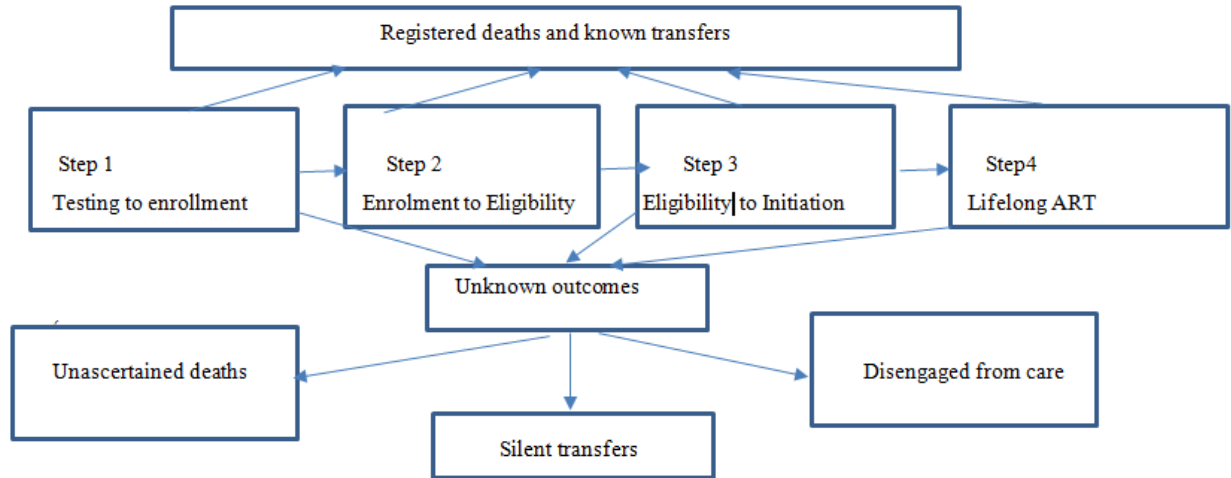 Registered deaths and known transfers
Step 1
Testing to enrollment
Step 2
Enrolment to Eligibility
Step 3
Eligibility to Initiation
Step4
Lifelong ART
Unknown outcomes
Unascertained deaths
Disengaged from care
Silent transfers